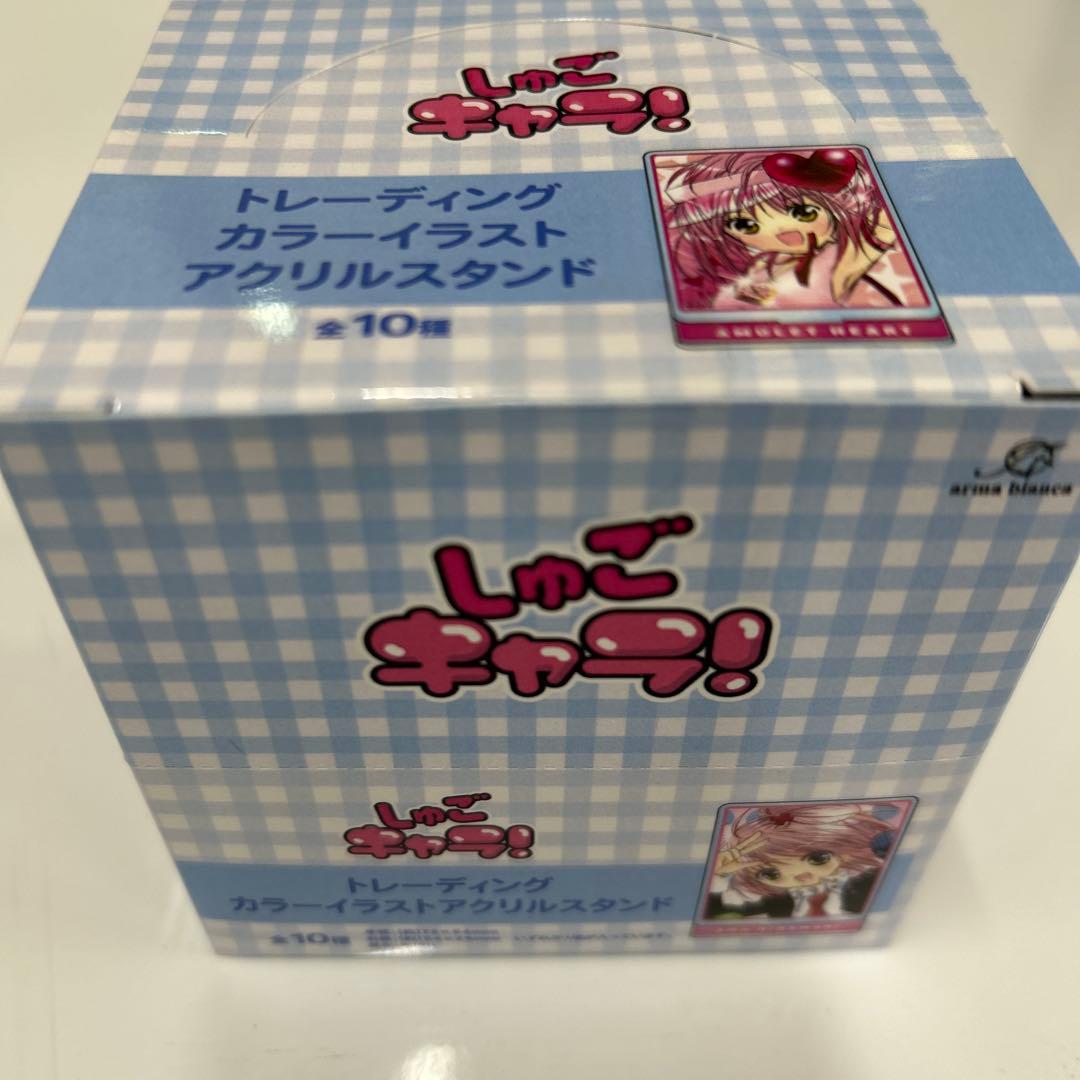 しゅご
キャラ!
トレーディング
カラーイラスト
アクリルスタンド
全10種
AMULET HEART
arma bianca
しゅご
キャラ!
しゅご
キャラ!
トレーディング
カラーイラストアクリルスタンド
全10種